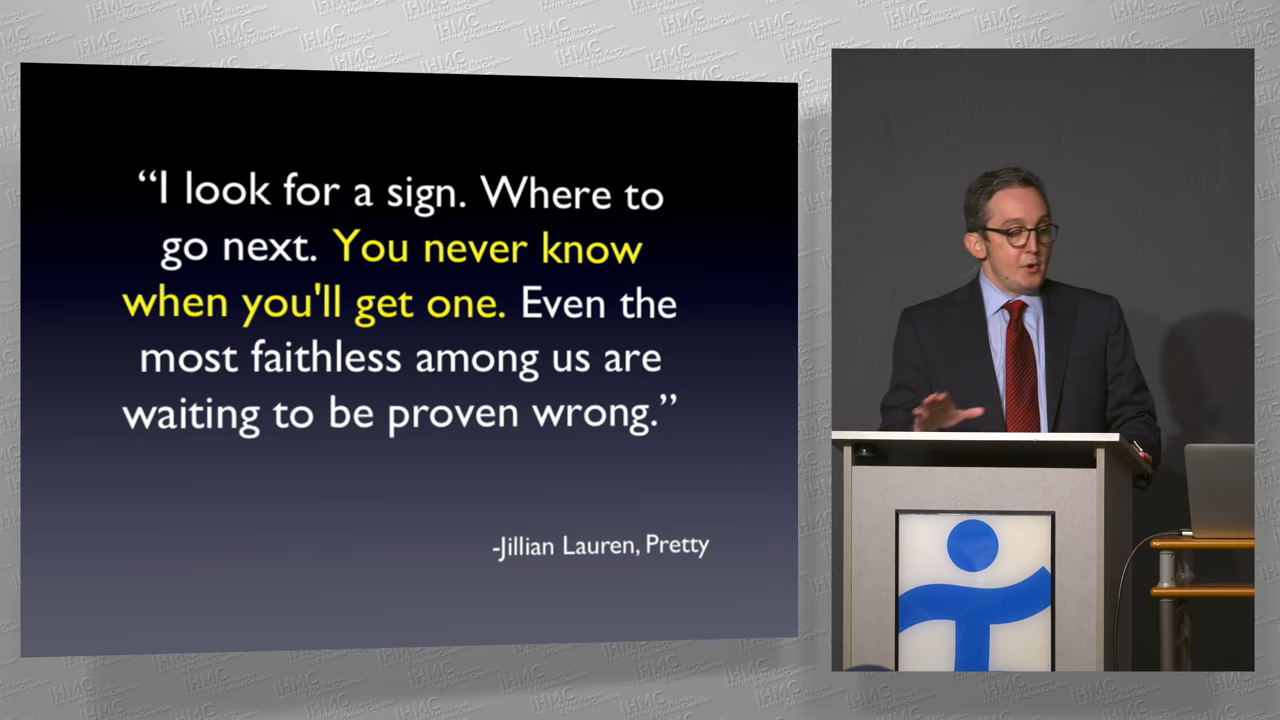 “I look for a sign. Where to
go next. You never know
when you'll get one. Even the
most faithless among us are
waiting to be proven wrong.”
-Jillian Lauren, Pretty
IHMC